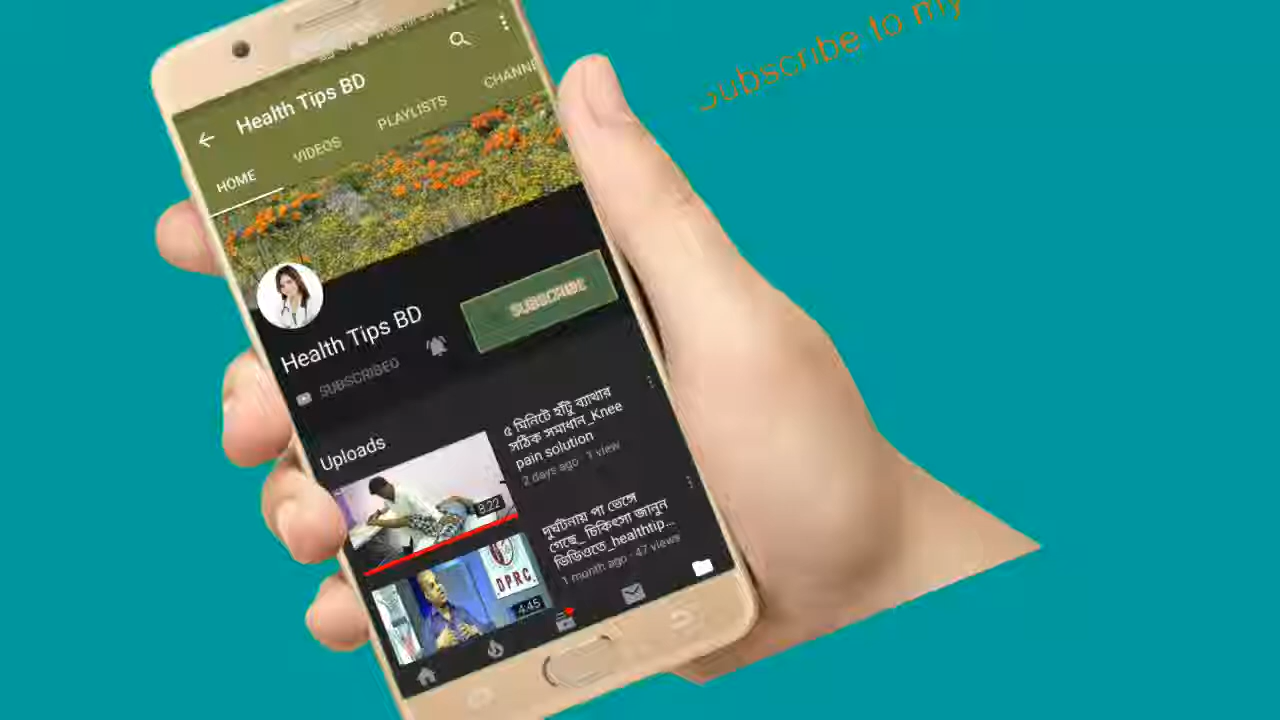 Subscribe to my
Health Tips BD
HOME
VIDEOS
PLAYLISTS
CHANNE
Health Tips BD
SUBSCRIBE
SUBSCRIBED
Uploads
৫ মিনিটে হাঁটু ব্যাথার
সঠিক সমাধান_Knee
pain solution
2 days ago · 1 view
8:22
দুর্ঘটনায় পা ভেঙ্গে
গেছে_ চিকিৎসা জানুন
ভিডিওতে_healthtip...
1 month ago · 47 views
DPRC
4:45